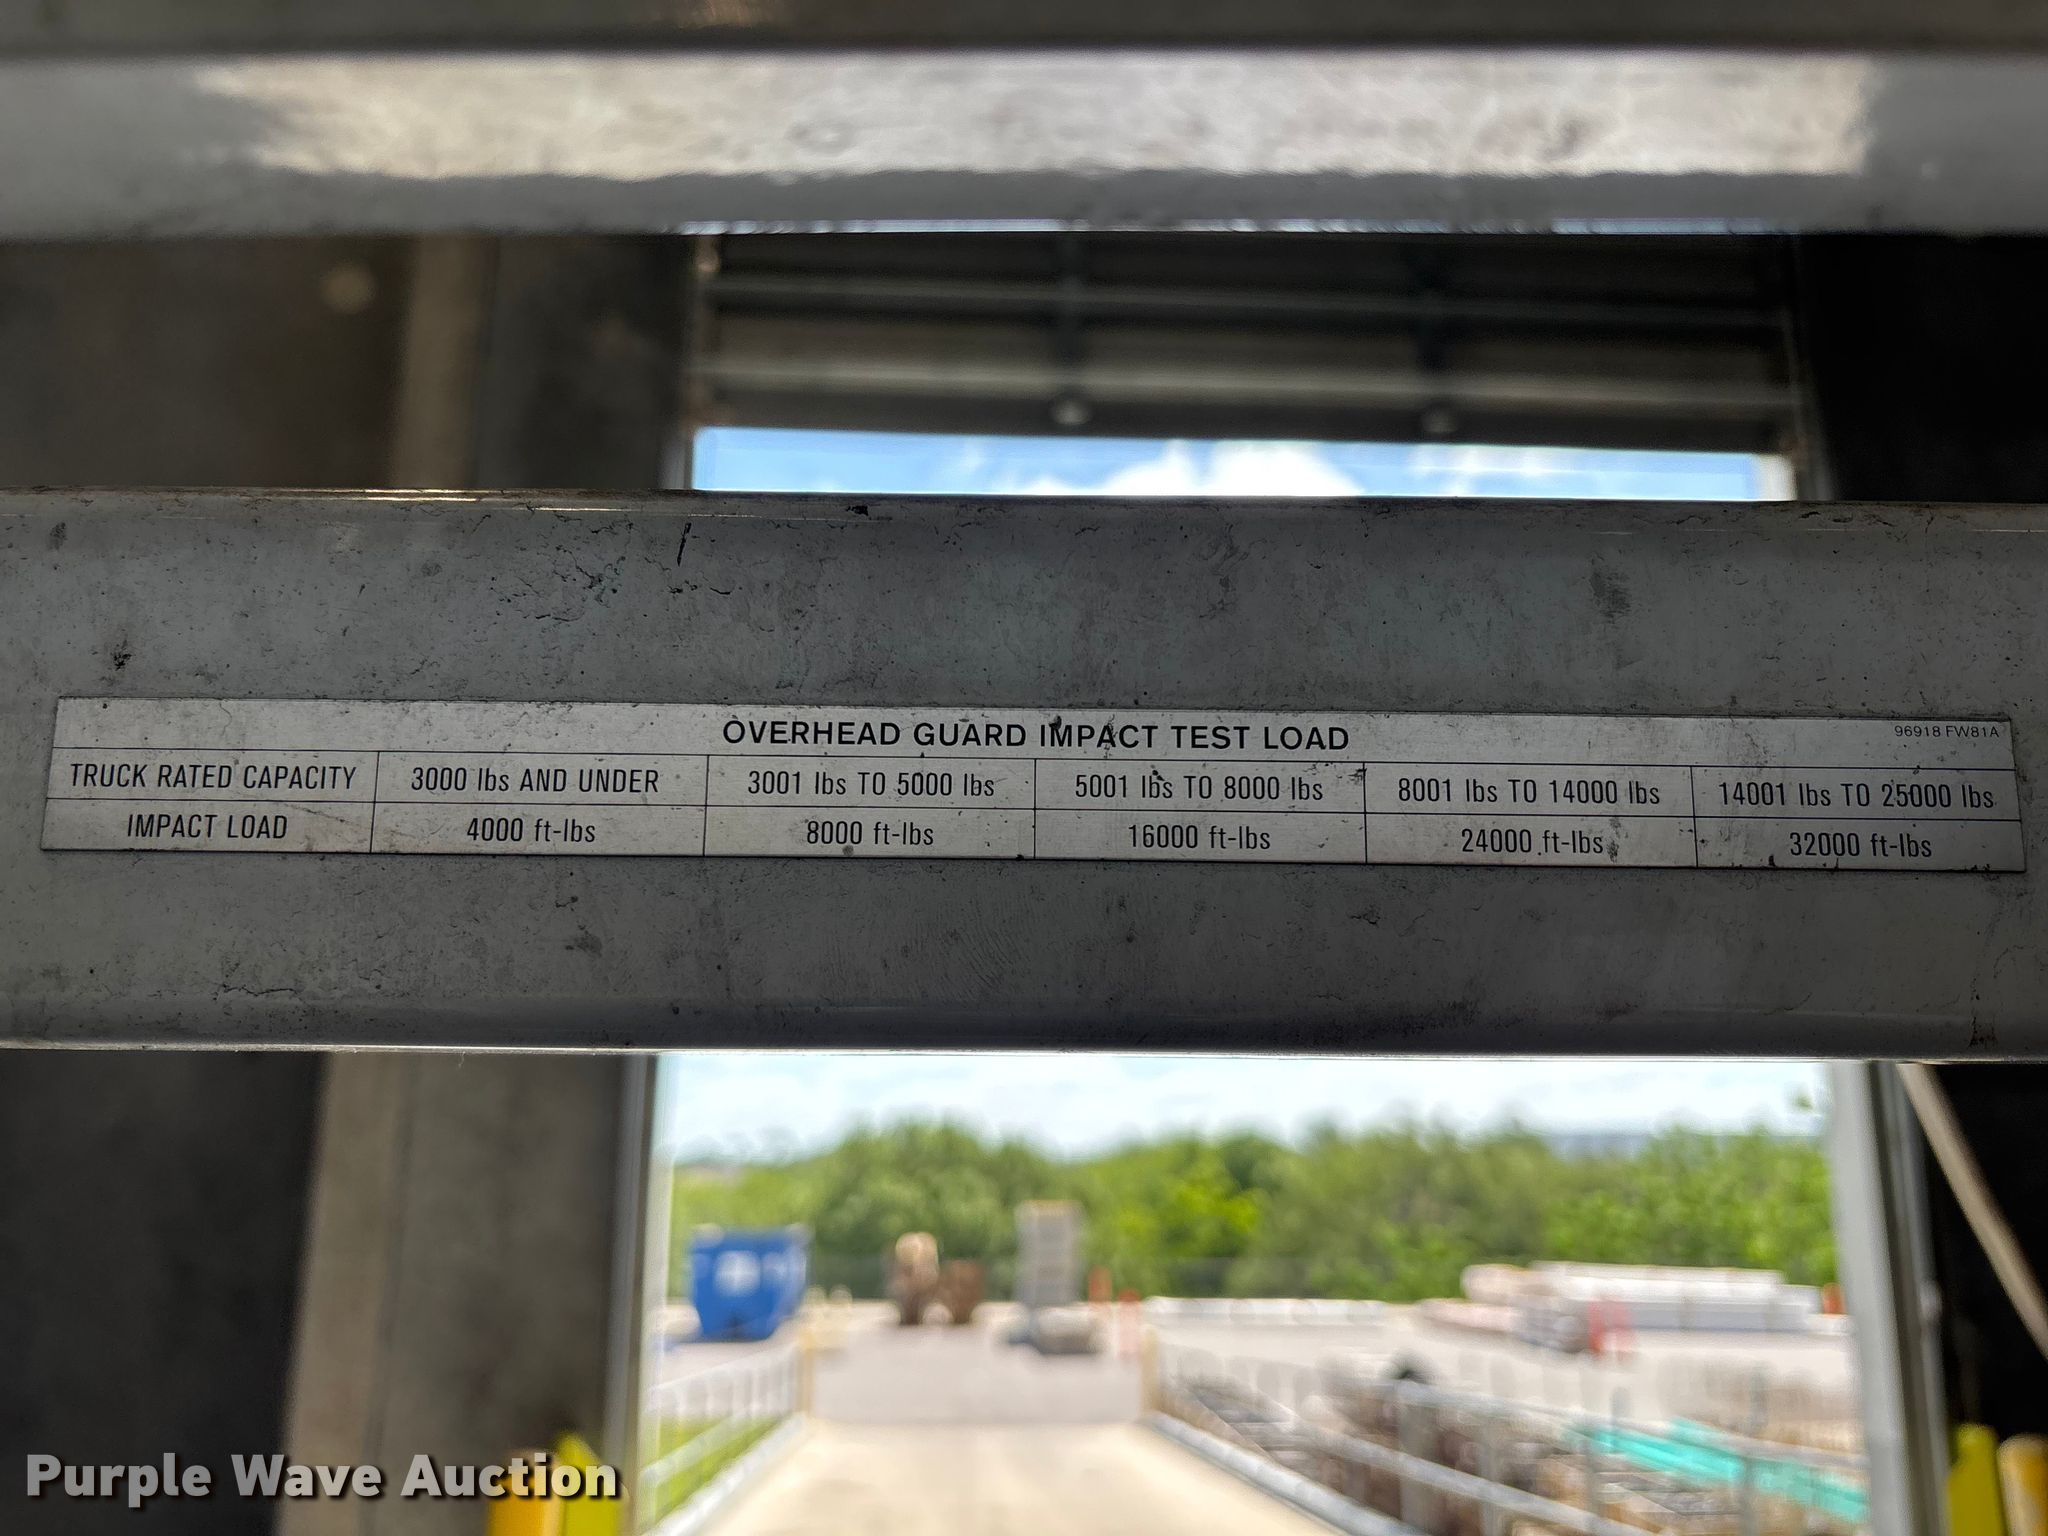 OVERHEAD GUARD IMPACT TEST LOAD 96918 FW81A
TRUCK RATED CAPACITY 3000 lbs AND UNDER 3001 lbs TO 5000 lbs 5001 lbs TO 8000 lbs 8001 lbs TO 14000 lbs 14001 lbs TO 25000 lbs
IMPACT LOAD 4000 ft-lbs 8000 ft-lbs 16000 ft-lbs 24000 ft-lbs 32000 ft-lbs
Purple Wave Auction